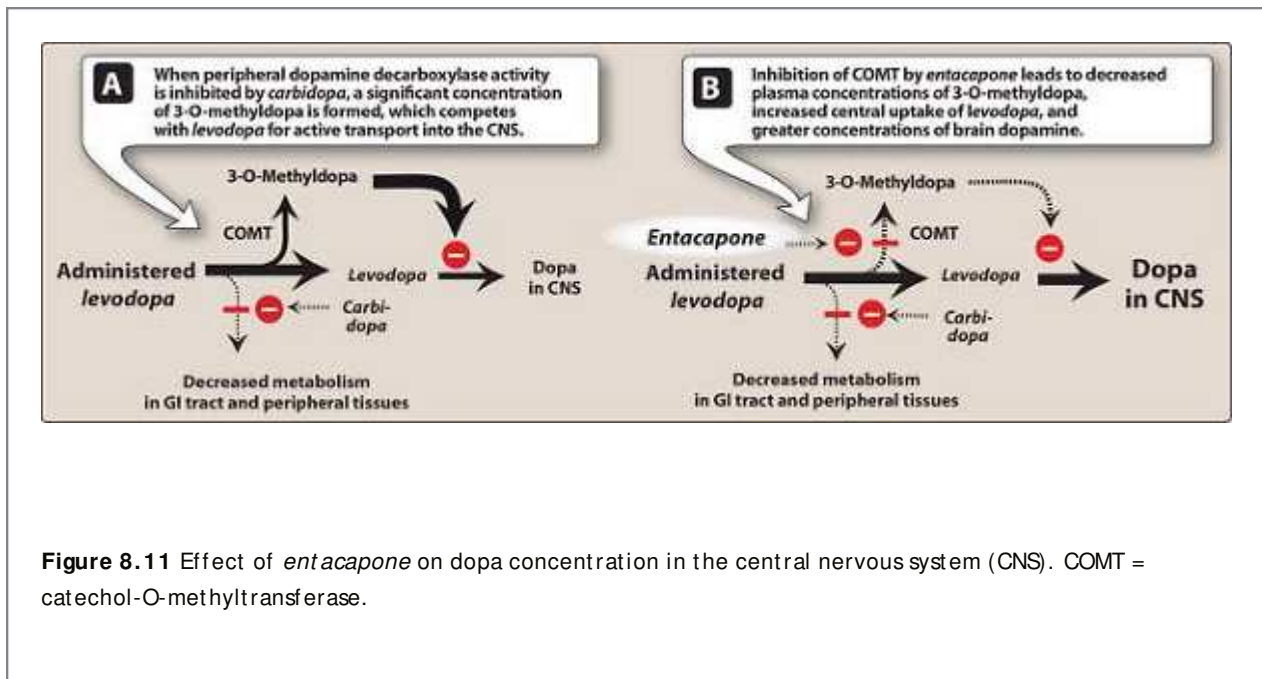 A
When peripheral dopamine decarboxylase activity
is inhibited by carbidopa, a significant concentration
of 3-O-methyldopa is formed, which competes
with levodopa for active transport into the CNS.
3-O-Methyldopa
COMT
Administered
levodopa
Levodopa
Dopa
in CNS
Carbi-
dopa
Decreased metabolism
in GI tract and peripheral tissues
B
Inhibition of COMT by entacapone leads to decreased
plasma concentrations of 3-O-methyldopa,
increased central uptake of levodopa, and
greater concentrations of brain dopamine.
3-O-Methyldopa
Entacapone
COMT
Administered
levodopa
Levodopa
Dopa
in CNS
Carbi-
dopa
Decreased metabolism
in GI tract and peripheral tissues
Figure 8.11 Effect of entacapone on dopa concentration in the central nervous system (CNS). COMT =
catechol-O-methyltransferase.